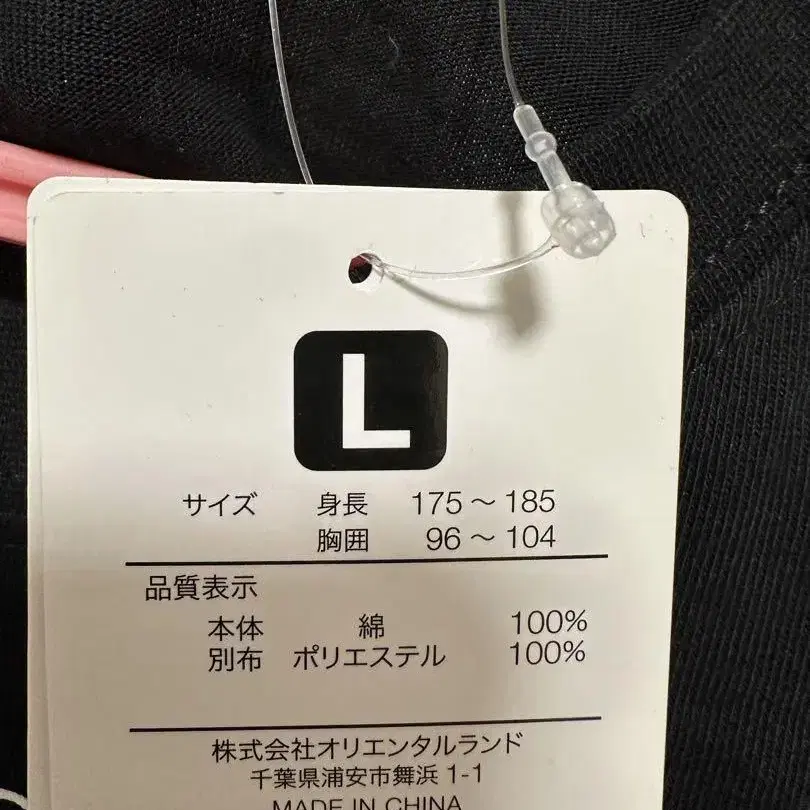 L
サイズ 身長 175～185
胸囲 96～104
品質表示
本体 綿 100%
別布 ポリエステル 100%
株式会社オリエンタルランド
千葉県浦安市舞浜 1-1
MADE IN CHINA